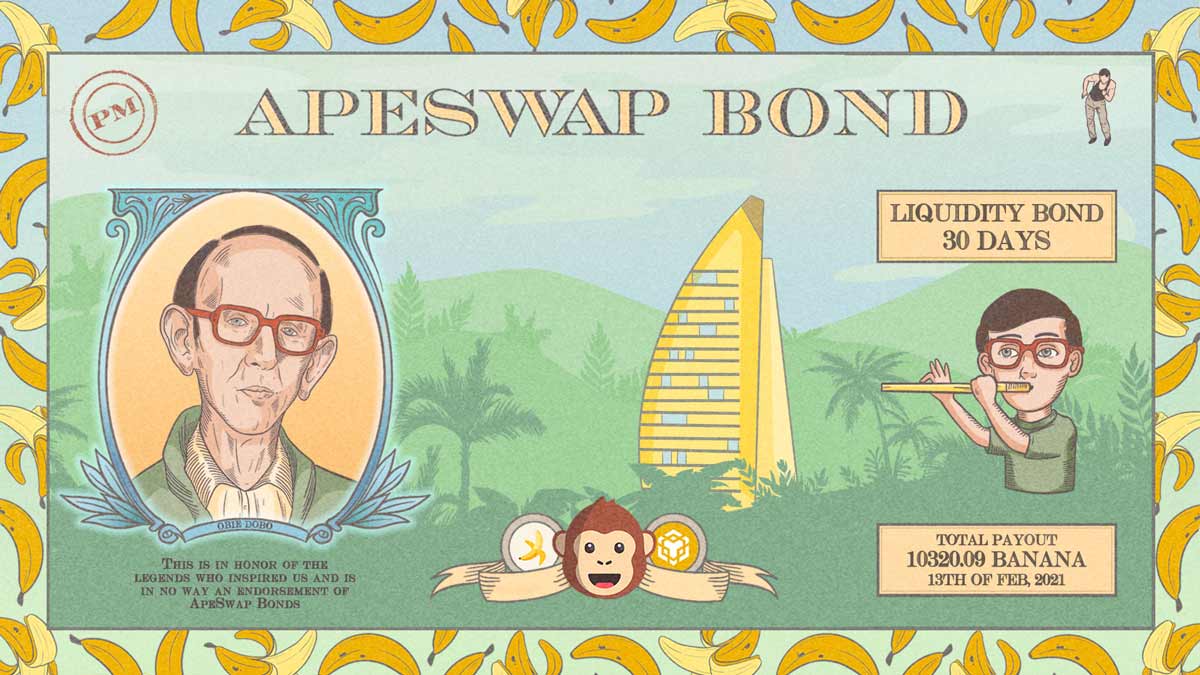 PM
APESWAP BOND
LIQUIDITY BOND
30 DAYS
OBIE DOBO
THIS IS IN HONOR OF THE
LEGENDS WHO INSPIRED US AND IS
IN NO WAY AN ENDORSEMENT OF
APESWAP BONDS
TOTAL PAYOUT
10320.09 BANANA
13TH OF FEB, 2021